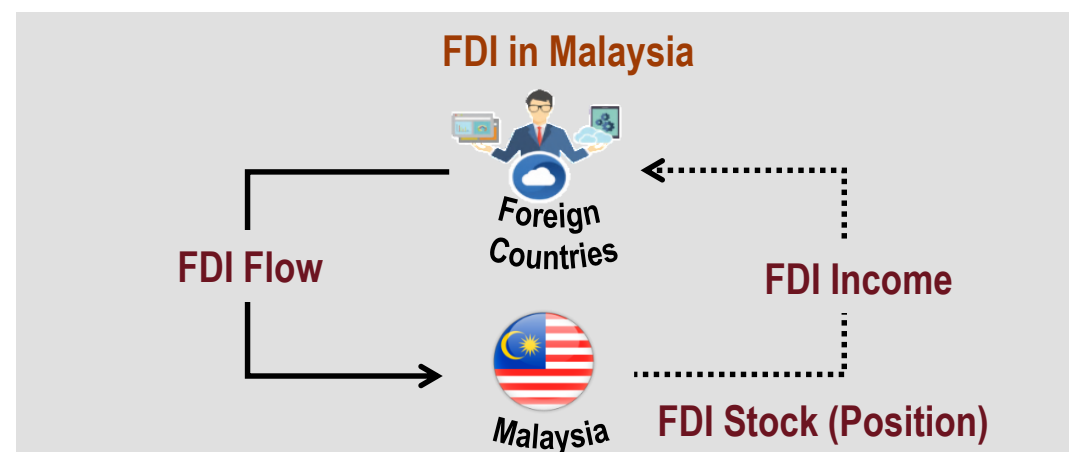 FDI in Malaysia
Foreign
Countries
FDI Flow
FDI Income
Malaysia
FDI Stock (Position)